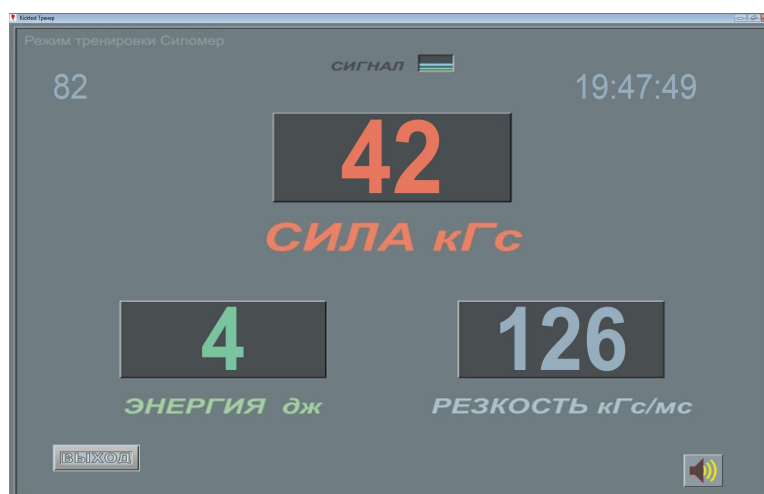 Kicktest Тренер
Режим тренировки Силомер
СИГНАЛ
82
19:47:49
42
СИЛА кГс
4
126
ЭНЕРГИЯ дж
РЕЗКОСТЬ кГс/мс
ВЫХОД